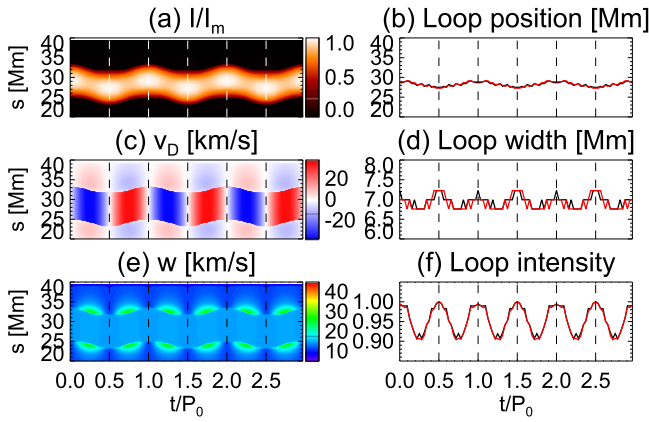 (a) I/Im
(b) Loop position [Mm]
s [Mm]
40
35
30
25
20
1.0
0.5
0.0
40
35
30
25
20
(c) vD [km/s]
(d) Loop width [Mm]
s [Mm]
40
35
30
25
20
20
0
-20
8.0
7.5
7.0
6.5
6.0
(e) w [km/s]
(f) Loop intensity
s [Mm]
40
35
30
25
20
40
30
20
10
1.00
0.95
0.90
0.0 0.5 1.0 1.5 2.0 2.5
0.0 0.5 1.0 1.5 2.0 2.5
t/P0
t/P0